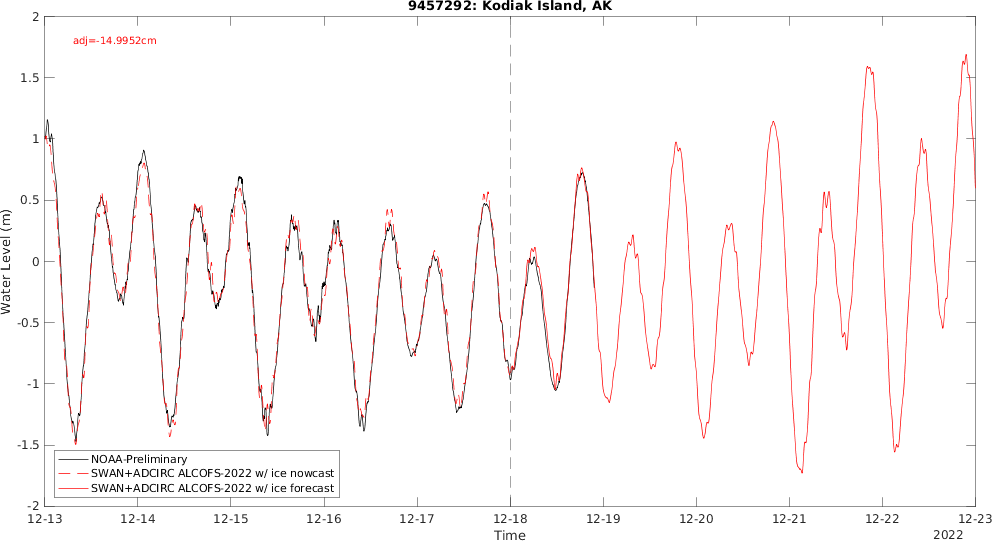 9457292: Kodiak Island, AK
adj=-14.9952cm
2
1.5
1
0.5
0
-0.5
-1
-1.5
-2
Water Level (m)
NOAA-Preliminary
SWAN+ADCIRC ALCOFS-2022 w/ ice nowcast
SWAN+ADCIRC ALCOFS-2022 w/ ice forecast
12-13 12-14 12-15 12-16 12-17 12-18 12-19 12-20 12-21 12-22 12-23
Time
2022